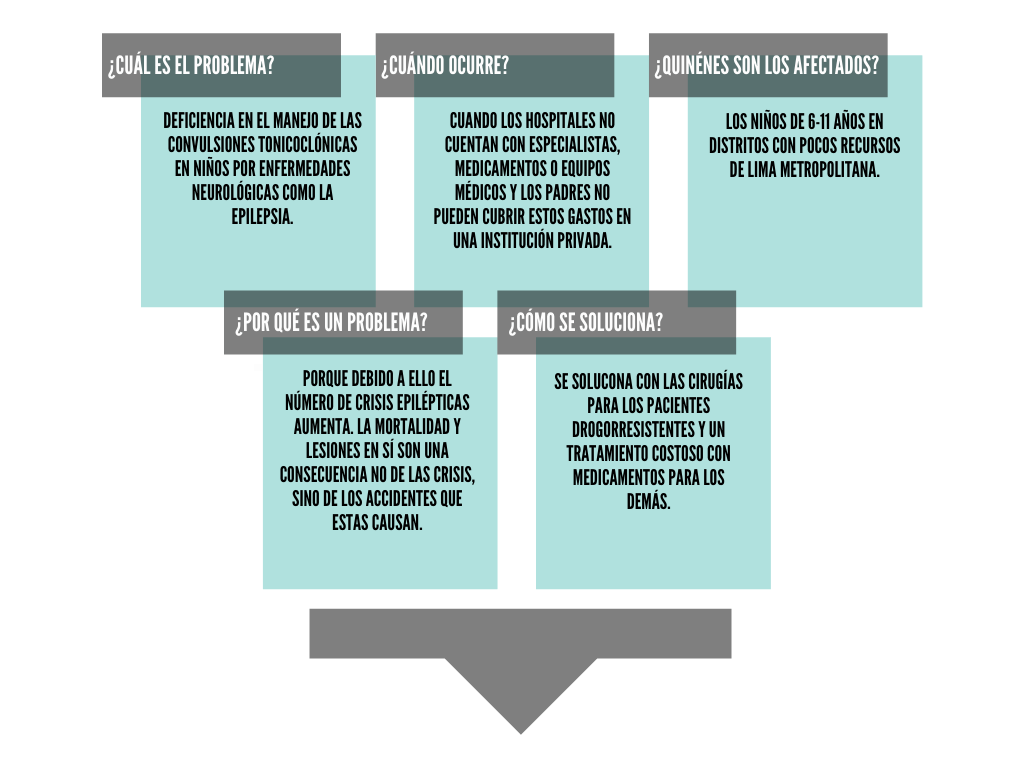 ¿CUÁL ES EL PROBLEMA?
DEFICIENCIA EN EL MANEJO DE LAS
CONVULSIONES TONICOCLÓNICAS
EN NIÑOS POR ENFERMEDADES
NEUROLÓGICAS COMO LA
EPILEPSIA.
¿CUÁNDO OCURRE?
CUANDO LOS HOSPITALES NO
CUENTAN CON ESPECIALISTAS,
MEDICAMENTOS O EQUIPOS
MÉDICOS Y LOS PADRES NO
PUEDEN CUBRIR ESTOS GASTOS EN
UNA INSTITUCIÓN PRIVADA.
¿QUINÉNES SON LOS AFECTADOS?
LOS NIÑOS DE 6-11 AÑOS EN
DISTRITOS CON POCOS RECURSOS
DE LIMA METROPOLITANA.
¿POR QUÉ ES UN PROBLEMA?
PORQUE DEBIDO A ELLO EL
NÚMERO DE CRISIS EPILÉPTICAS
AUMENTA. LA MORTALIDAD Y
LESIONES EN SÍ SON UNA
CONSECUENCIA NO DE LAS CRISIS,
SINO DE LOS ACCIDENTES QUE
ESTAS CAUSAN.
¿CÓMO SE SOLUCIONA?
SE SOLUCONA CON LAS CIRUGÍAS
PARA LOS PACIENTES
DROGORRESISTENTES Y UN
TRATAMIENTO COSTOSO CON
MEDICAMENTOS PARA LOS
DEMÁS.